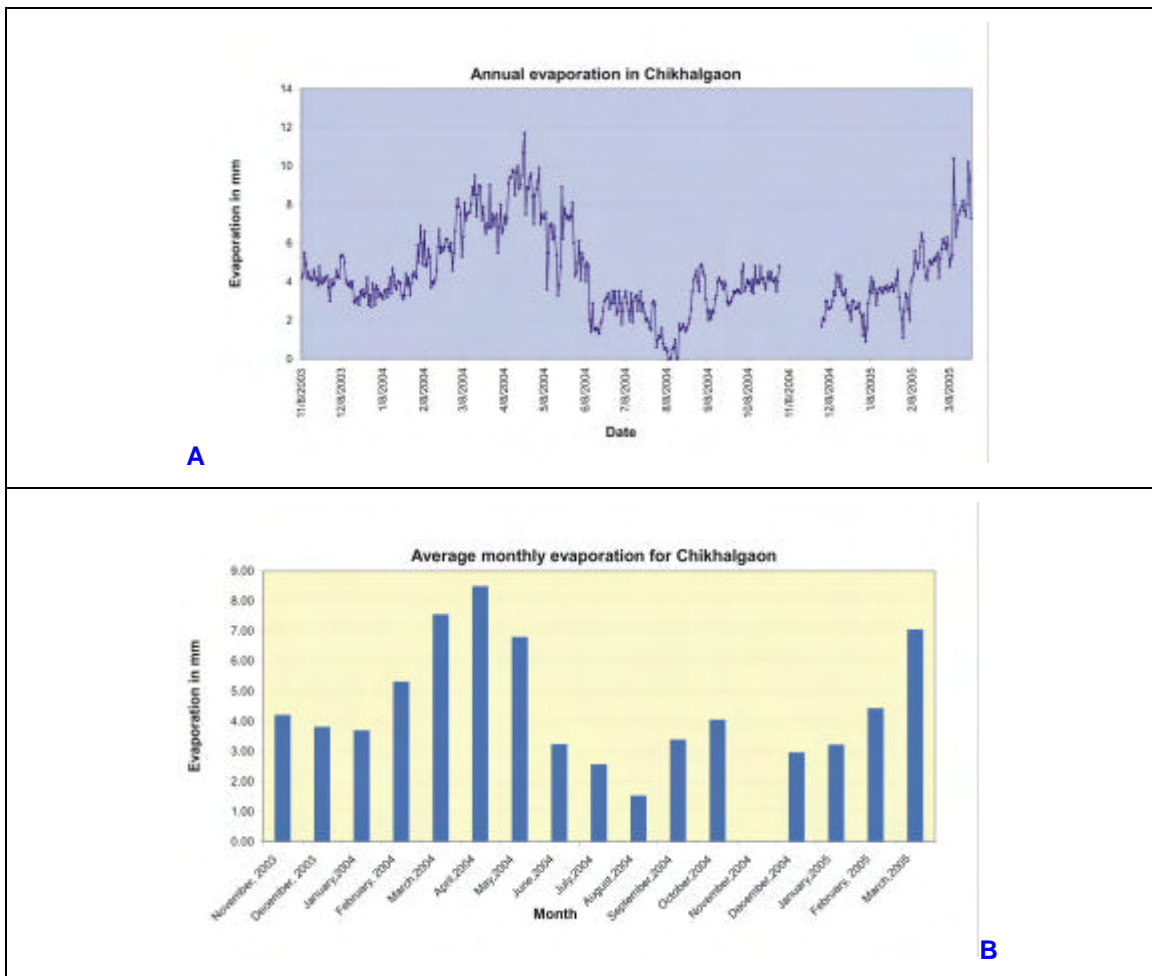 Annual evaporation in Chikhalgaon
Evaporation in mm
14
12
10
8
6
4
2
0
11/8/2003
12/8/2003
1/8/2004
2/8/2004
3/8/2004
4/8/2004
5/8/2004
6/8/2004
7/8/2004
8/8/2004
9/8/2004
10/8/2004
11/8/2004
12/8/2004
1/8/2005
2/8/2005
3/8/2005
Date
A
Average monthly evaporation for Chikhalgaon
Evaporation in mm
9.00
8.00
7.00
6.00
5.00
4.00
3.00
2.00
1.00
0.00
November, 2003
December, 2003
January,2004
February, 2004
March,2004
April,2004
May,2004
June,2004
July,2004
August,2004
September,2004
October,2004
November,2004
December,2004
January,2005
February, 2005
March,2005
Month
B